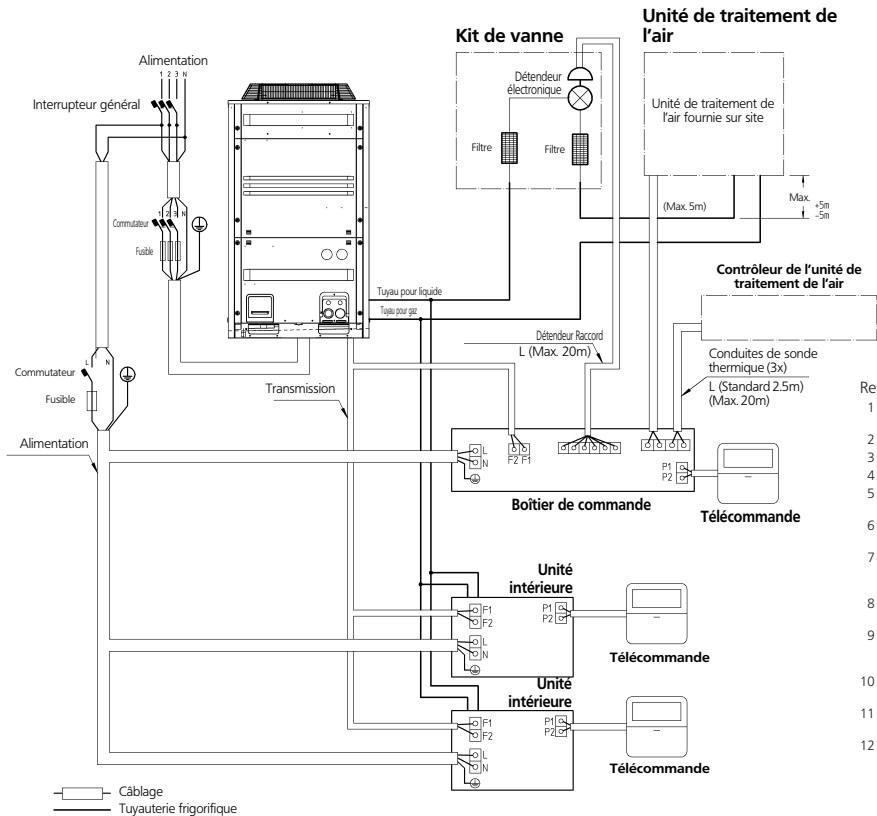 Unité de traitement de
l'air
Kit de vanne
Alimentation
1 2 3 N
Interrupteur général
Détendeur
électronique
Filtre
Filtre
Unité de traitement de
l'air fournie sur site
(Max. 5m)
Max.
+5m
-5m
Commutateur
1 2 3 N
Fusible
Tuyau pour liquide
Tuyau pour gaz
Contrôleur de l'unité de
traitement de l'air
Détendeur Raccord
L (Max. 20m)
Conduites de sonde
thermique (3x)
L (Standard 2.5m)
(Max. 20m)
L N
Commutateur
Fusible
Transmission
Alimentation
L
N
F2 F1
P1
P2
Boîtier de commande
Télécommande
Re
1
2
3
4
5
6
7
8
9
10
11
12
Unité
intérieure
F1
F2
P1
P2
L
N
Télécommande
Unité
intérieure
F1
F2
P1
P2
L
N
Télécommande
Câblage
Tuyauterie frigorifique